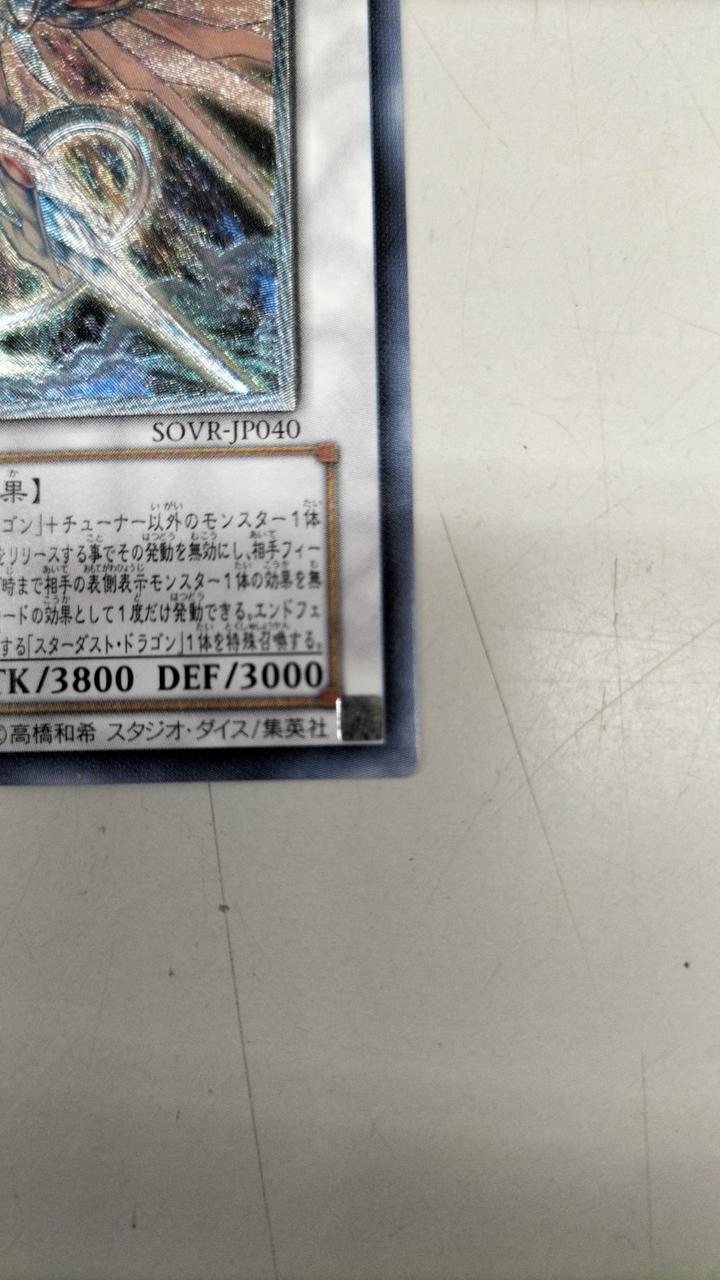 SOVR-JP040
果】
ゴン」+チューナー以外のモンスター1体
をリリースする事でその発動を無効にし、相手フィー
時まで相手の表側表示モンスター1体の効果を無
ードの効果として1度だけ発動できる。エンドフェ
する「スターダスト・ドラゴン」1体を特殊召喚する。
TK/3800 DEF/3000
©高橋和希 スタジオ・ダイス/集英社